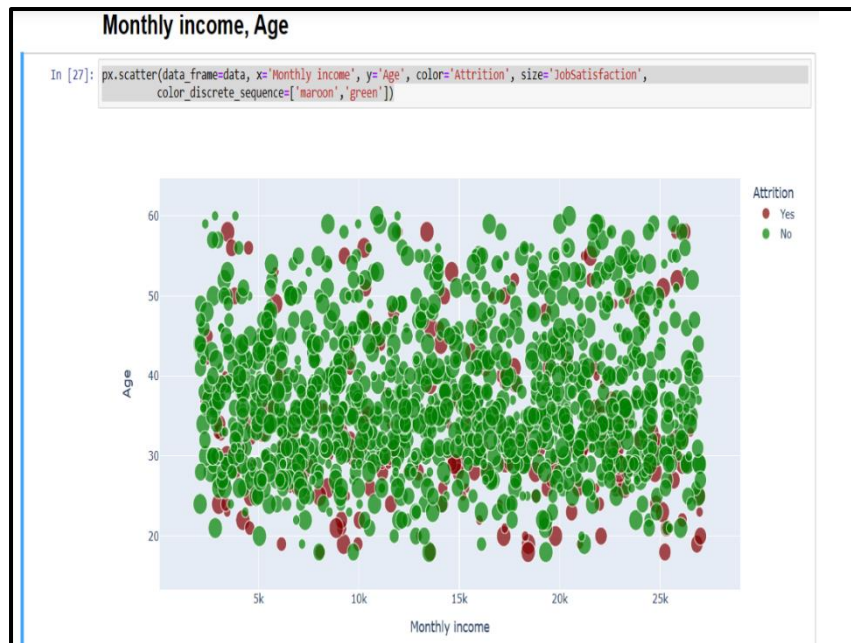 Monthly income, Age
In [27]: px.scatter(data_frame=data, x='Monthly income', y='Age', color='Attrition', size='JobSatisfaction',
color_discrete_sequence=['maroon','green'])
Attrition
Yes
No
60
50
40
30
20
Age
5k 10k 15k 20k 25k
Monthly income